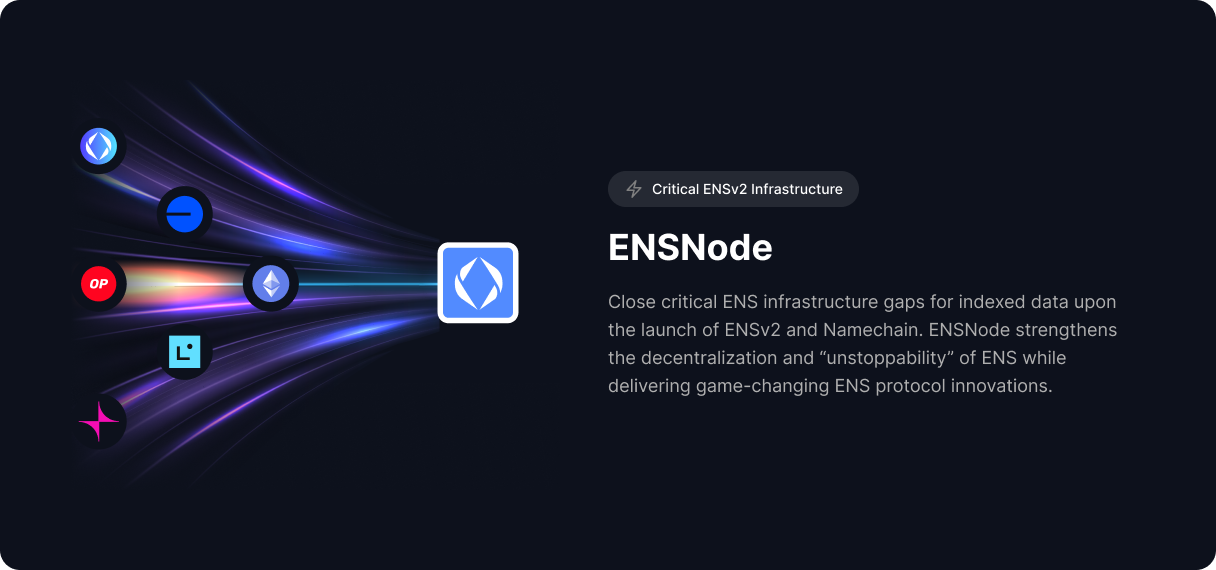 Critical ENSv2 Infrastructure
ENSNode
Close critical ENS infrastructure gaps for indexed data upon
the launch of ENSv2 and Namechain. ENSNode strengthens
the decentralization and “unstoppability” of ENS while
delivering game-changing ENS protocol innovations.
OP